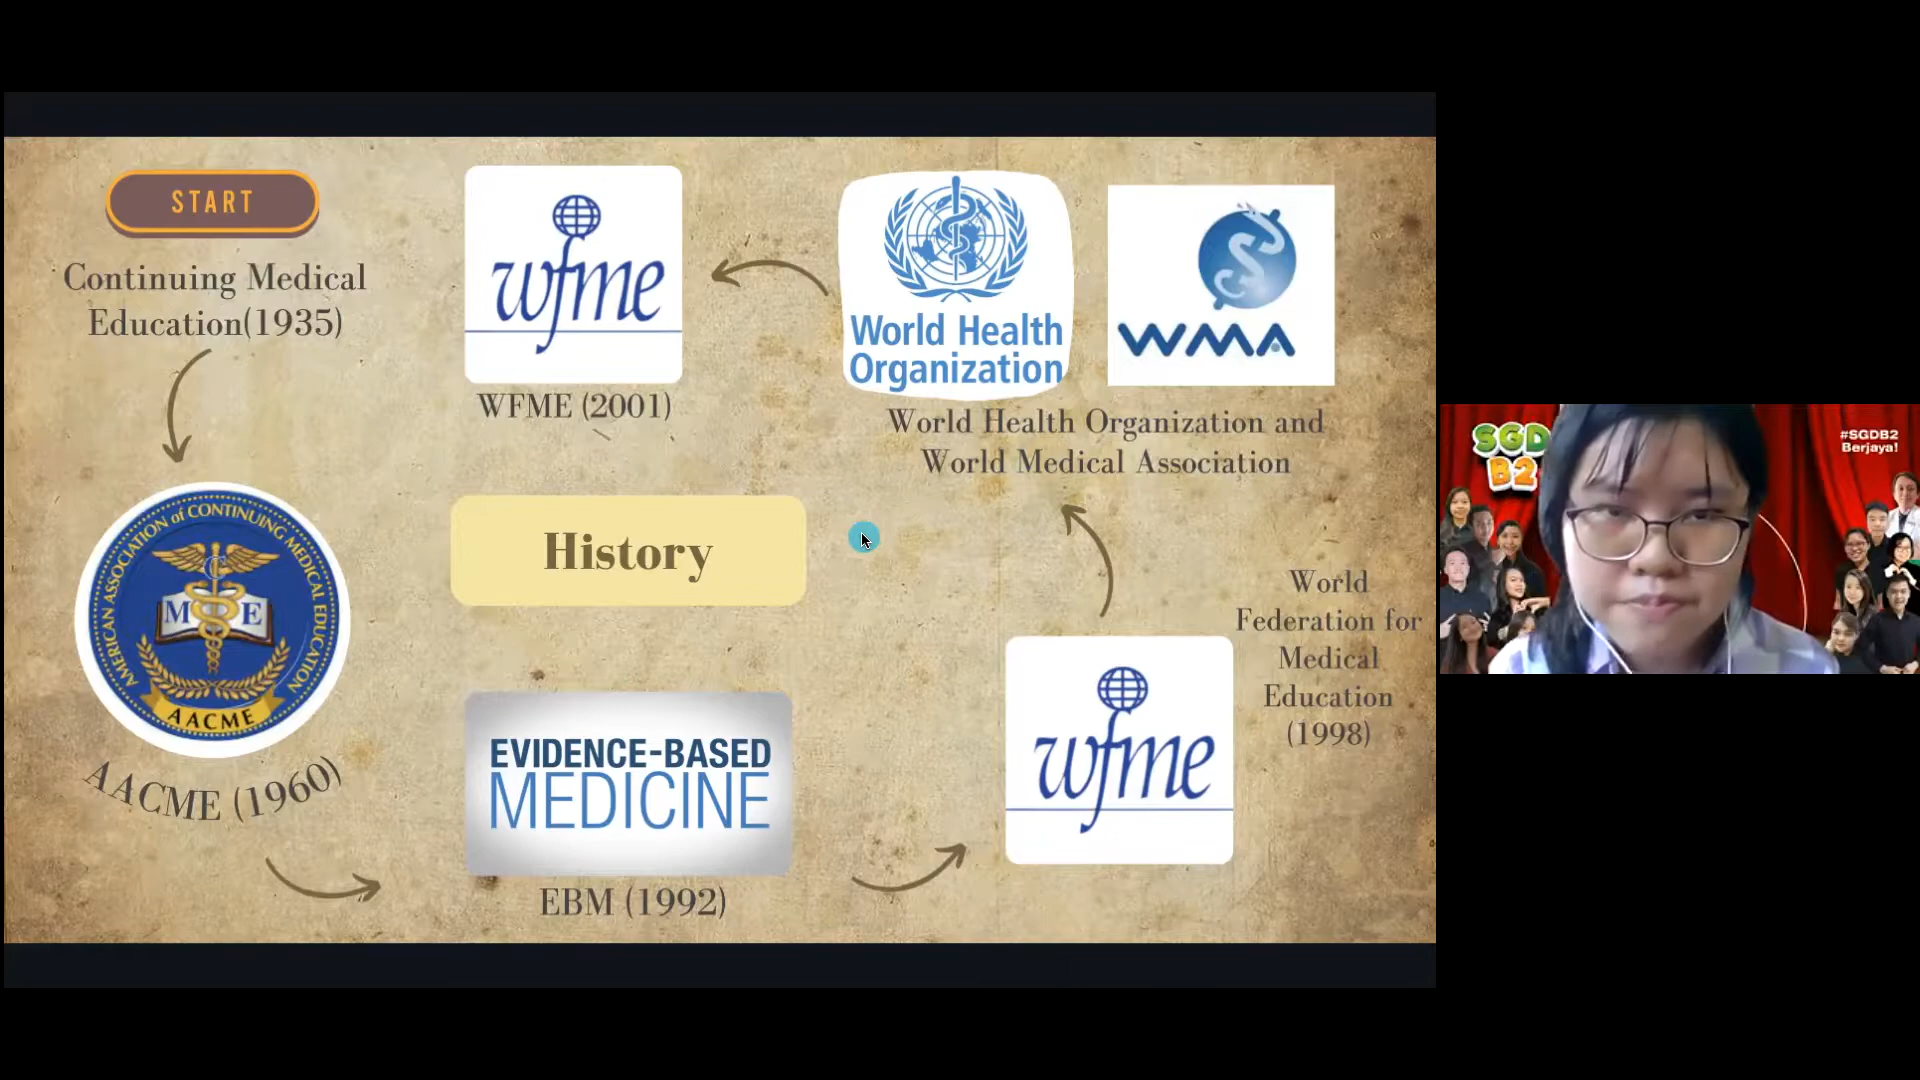 START
Continuing Medical
Education(1935)
AMERICAN ASSOCIATION of CONTINUING MEDICAL EDUCATION
C
M E
AACME
AACME (1960)
EVIDENCE-BASED
MEDICINE
EBM (1992)
wfme
World
Federation for
Medical
Education
(1998)
World Health
Organization
WMA
World Health Organization and
World Medical Association
wfme
WFME (2001)
History
SGD
B2
#SGDB2
Berjaya!